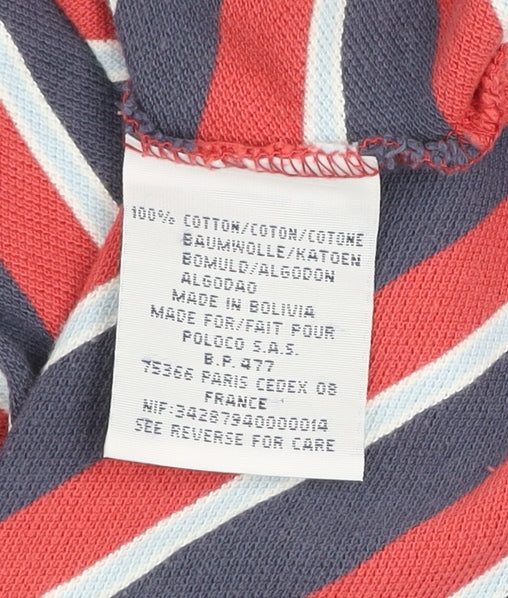 100% COTTON/COTON/COTONE
BAUMWOLLE/KATOEN
BOMULD/ALGODON
ALGODAO
MADE IN BOLIVIA
MADE FOR/FAIT POUR
POLOCO S.A.S.
B.P. 477
75366 PARIS CEDEX 08
FRANCE
NIF:34287940000014
SEE REVERSE FOR CARE